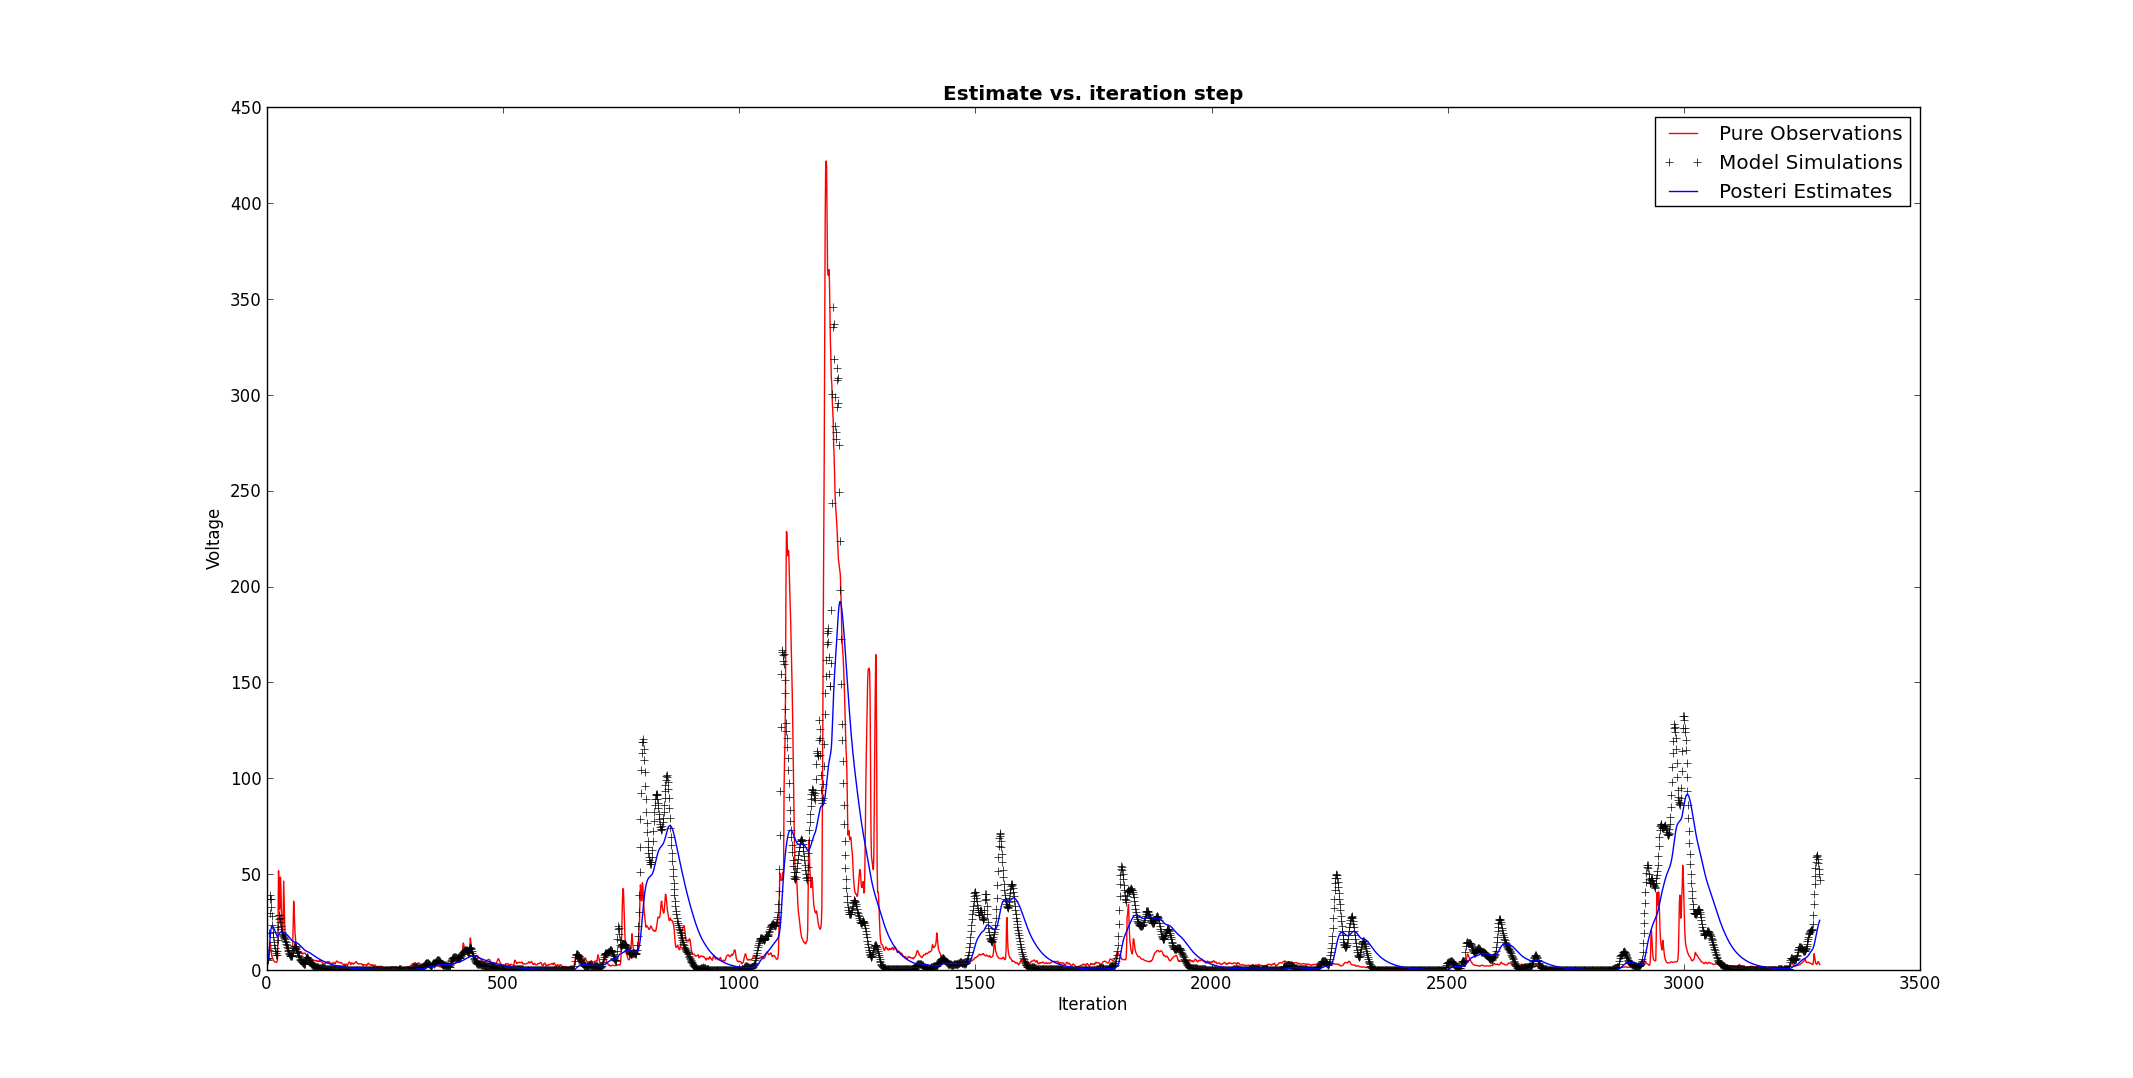 Estimate vs. iteration step
450
400
350
300
250
200
150
100
50
0
Voltage
Pure Observations
Model Simulations
Posteri Estimates
0 500 1000 1500 2000 2500 3000 3500
Iteration